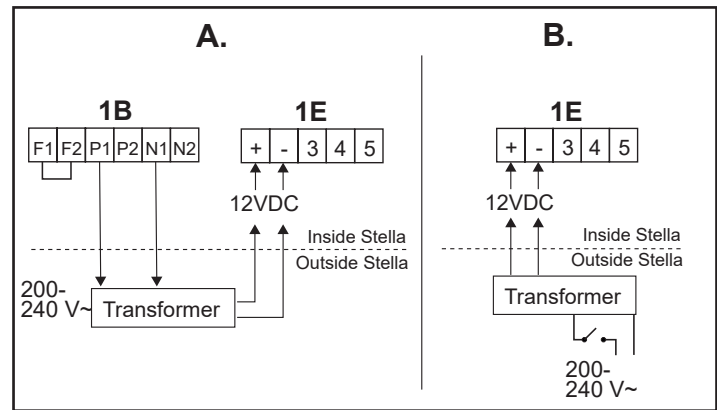 A.
1B
F1 F2 P1 P2 N1 N2
1E
+ - 3 4 5
12VDC
Inside Stella
Outside Stella
200-
240 V~
Transformer
B.
1E
+ - 3 4 5
12VDC
Inside Stella
Outside Stella
Transformer
200-
240 V~